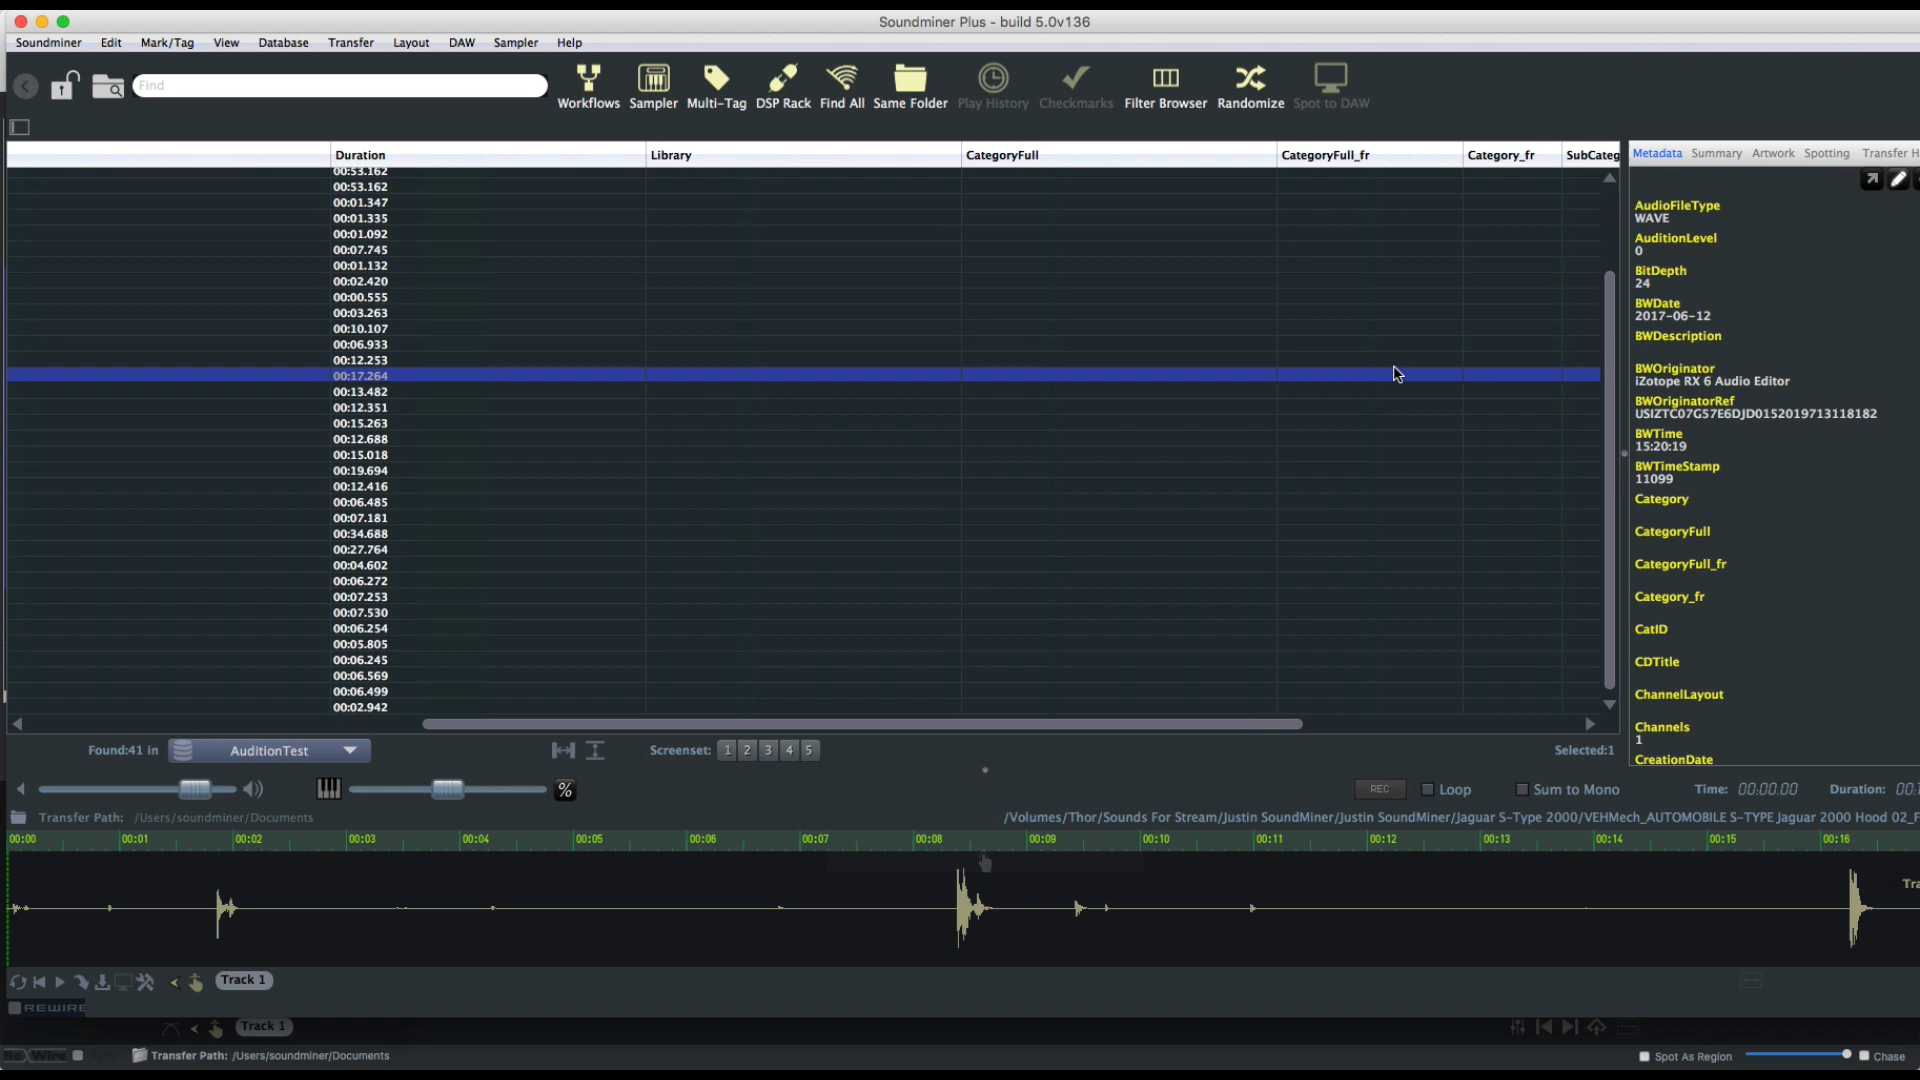 Soundminer Plus - build 5.0v136
Soundminer Edit Mark/Tag View Database Transfer Layout DAW Sampler Help
Find
Workflows Sampler Multi-Tag DSP Rack Find All Same Folder Play History Checkmarks Filter Browser Randomize Spot to DAW
Duration Library CategoryFull CategoryFull_fr Category_fr SubCateg
Metadata Summary Artwork Spotting Transfer H
00:53.162
00:53.162
00:01.347
00:01.335
00:01.092
00:07.745
00:01.132
00:02.420
00:00.555
00:03.263
00:10.107
00:06.933
00:12.253
00:17.264
00:13.482
00:12.351
00:15.263
00:12.688
00:15.018
00:19.694
00:12.416
00:06.485
00:07.181
00:34.688
00:27.764
00:04.602
00:06.272
00:07.253
00:07.530
00:06.254
00:05.805
00:06.245
00:06.569
00:06.499
00:02.942
AudioFileType
WAVE
AuditionLevel
0
BitDepth
24
BWDate
2017-06-12
BWDescription
BWOriginator
iZotope RX 6 Audio Editor
BWOriginatorRef
USIZTC07G57E6DJD0152019713118182
BWTime
15:20:19
BWTimeStamp
11099
Category
CategoryFull
CategoryFull_fr
Category_fr
CatID
CDTitle
ChannelLayout
Channels
1
CreationDate
Found:41 in AuditionTest Screenset: 1 2 3 4 5 Selected:1
% REC Loop Sum to Mono Time: 00:00.00 Duration: 00:
Transfer Path: /Users/soundminer/Documents /Volumes/Thor/Sounds For Stream/Justin SoundMiner/Justin SoundMiner/Jaguar S-Type 2000/VEHMech_AUTOMOBILE S-TYPE Jaguar 2000 Hood 02_F
00:00 00:01 00:02 00:03 00:04 00:05 00:06 00:07 00:08 00:09 00:10 00:11 00:12 00:13 00:14 00:15 00:16
Tra
Track 1
REWIRE
Track 1
Transfer Path: /Users/soundminer/Documents Spot As Region Chase